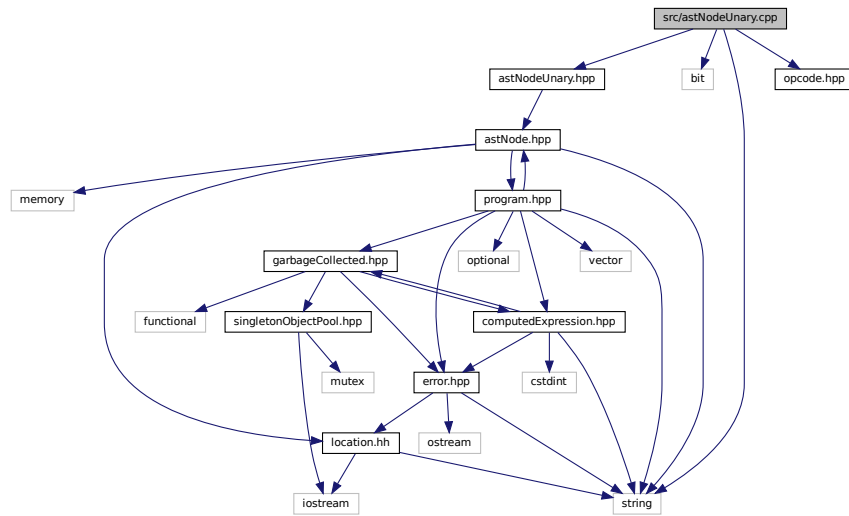 src/astNodeUnary.cpp
astNodeUnary.hpp
bit
opcode.hpp
astNode.hpp
memory
program.hpp
garbageCollected.hpp
optional
vector
functional
singletonObjectPool.hpp
computedExpression.hpp
mutex
error.hpp
cstdint
location.hh
ostream
iostream
string